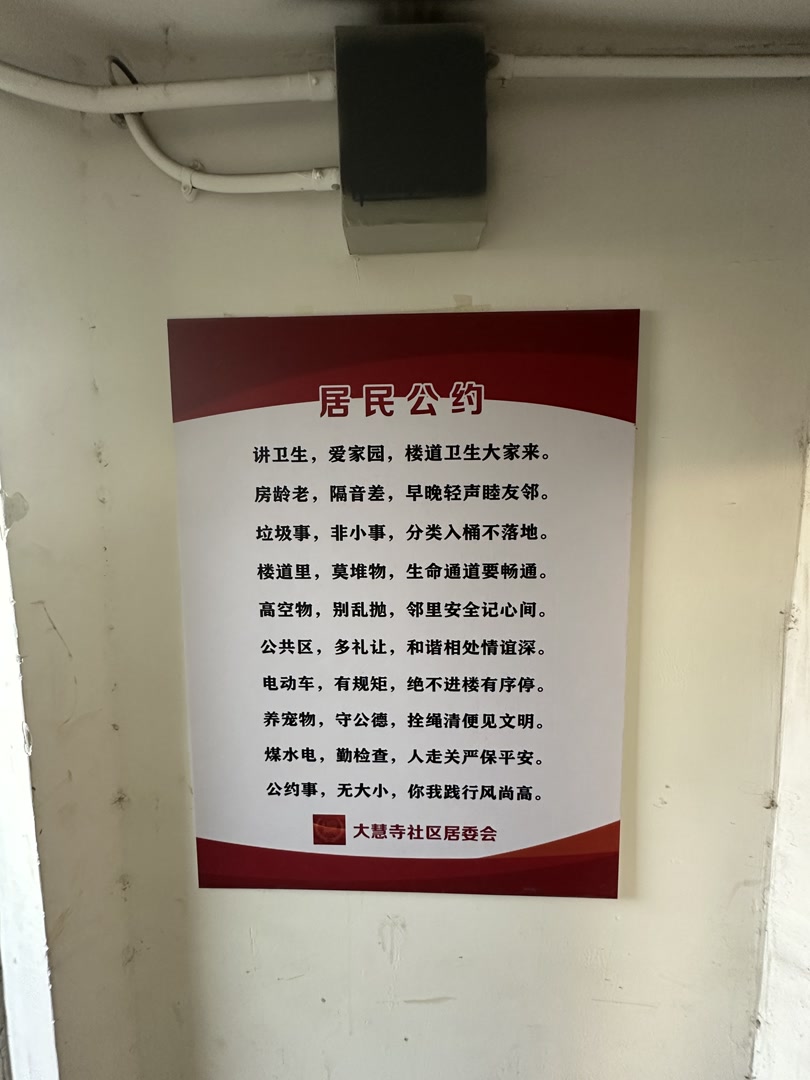 居民公约
讲卫生，爱家园，楼道卫生大家来。
房龄老，隔音差，早晚轻声睦友邻。
垃圾事，非小事，分类入桶不落地。
楼道里，莫堆物，生命通道要畅通。
高空物，别乱抛，邻里安全记心间。
公共区，多礼让，和谐相处情谊深。
电动车，有规矩，绝不进楼有序停。
养宠物，守公德，拴绳清便见文明。
煤水电，勤检查，人走关严保平安。
公约事，无大小，你我践行风尚高。
大慧寺社区居委会